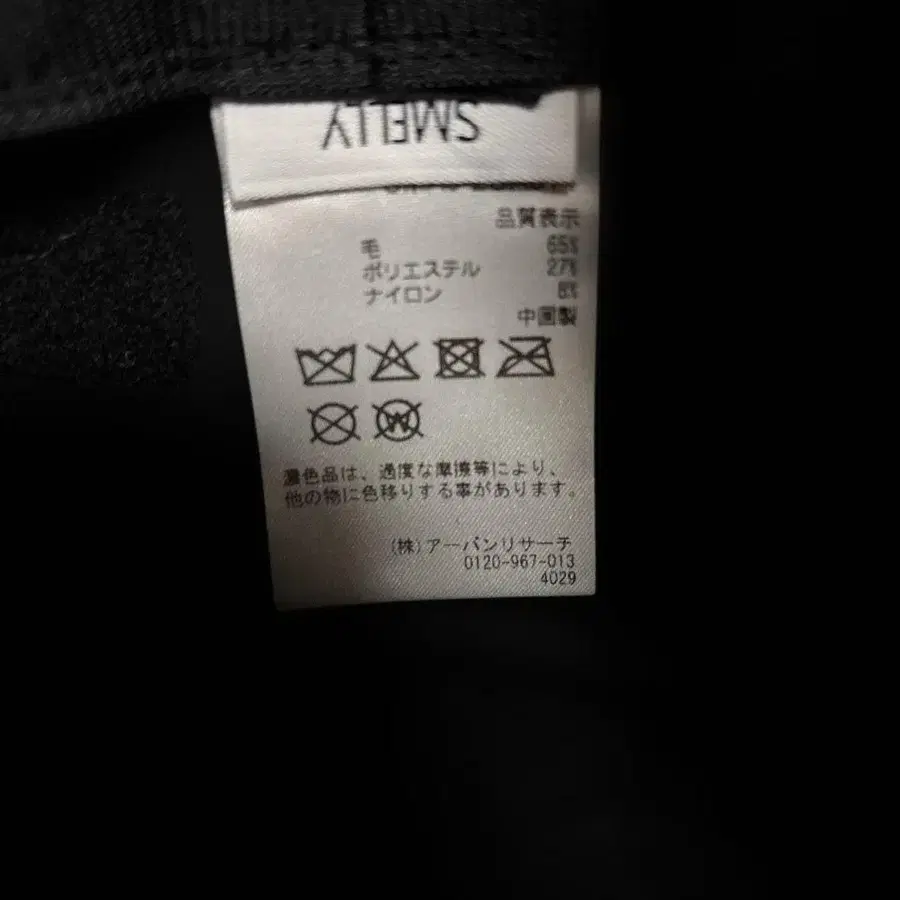 SMELLY
品質表示
毛 65%
ポリエステル 27%
ナイロン 8%
中国製
濃色品は、過度な摩擦等により、
他の物に色移りする事があります。
(株)アーバンリサーチ
0120-967-013
4029